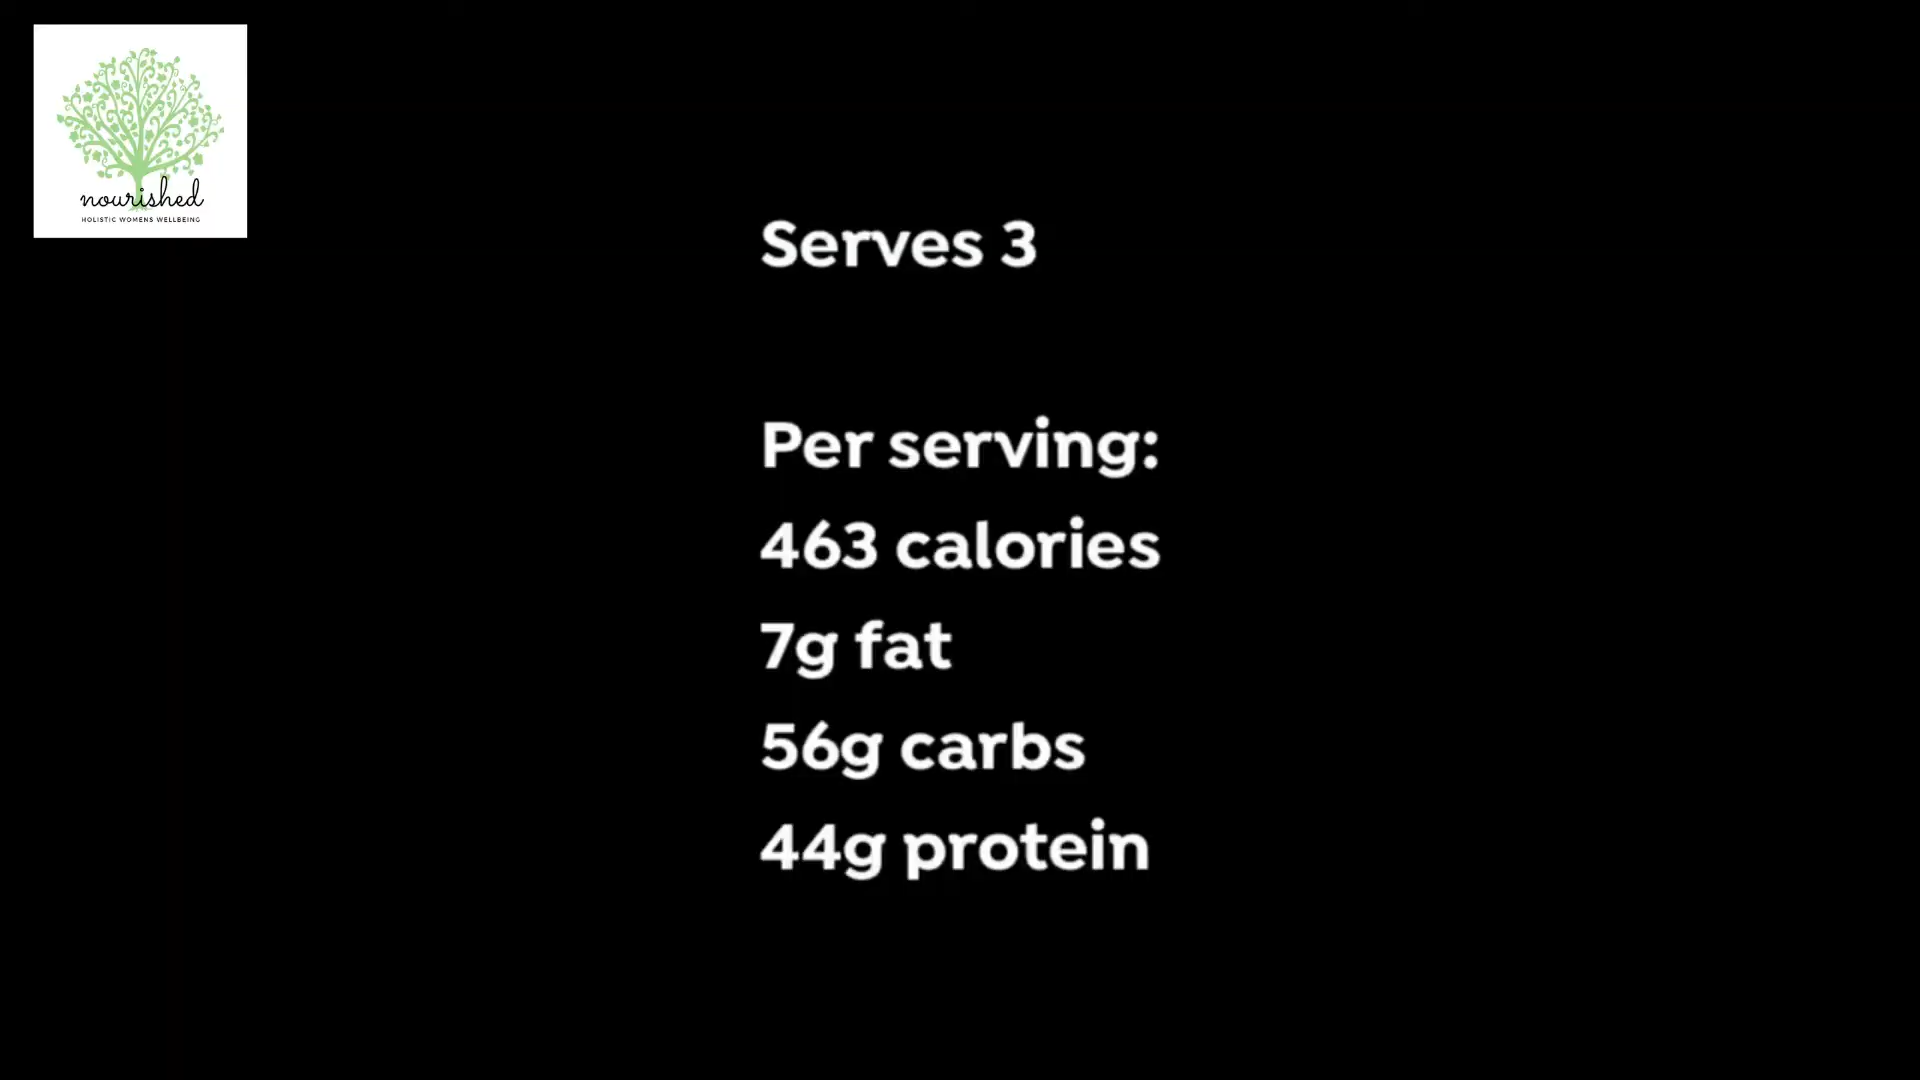 nourished
HOLISTIC WOMENS WELLBEING
Serves 3
Per serving:
463 calories
7g fat
56g carbs
44g protein